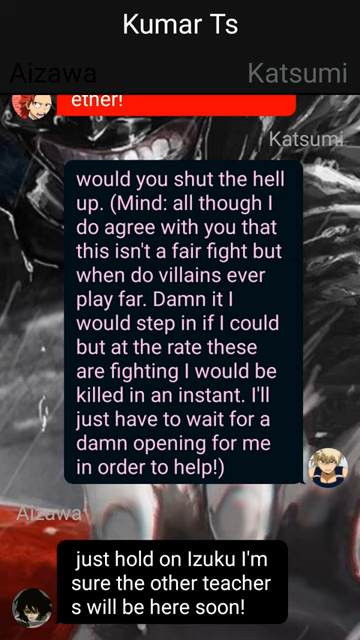 Kumar Ts
Aizawa Katsumi
ether!
Katsumi
would you shut the hell
up. (Mind: all though I
do agree with you that
this isn't a fair fight but
when do villains ever
play far. Damn it I
would step in if I could
but at the rate these
are fighting I would be
killed in an instant. I'll
just have to wait for a
damn opening for me
in order to help!)
Aizawa
just hold on Izuku I'm
sure the other teacher
s will be here soon!